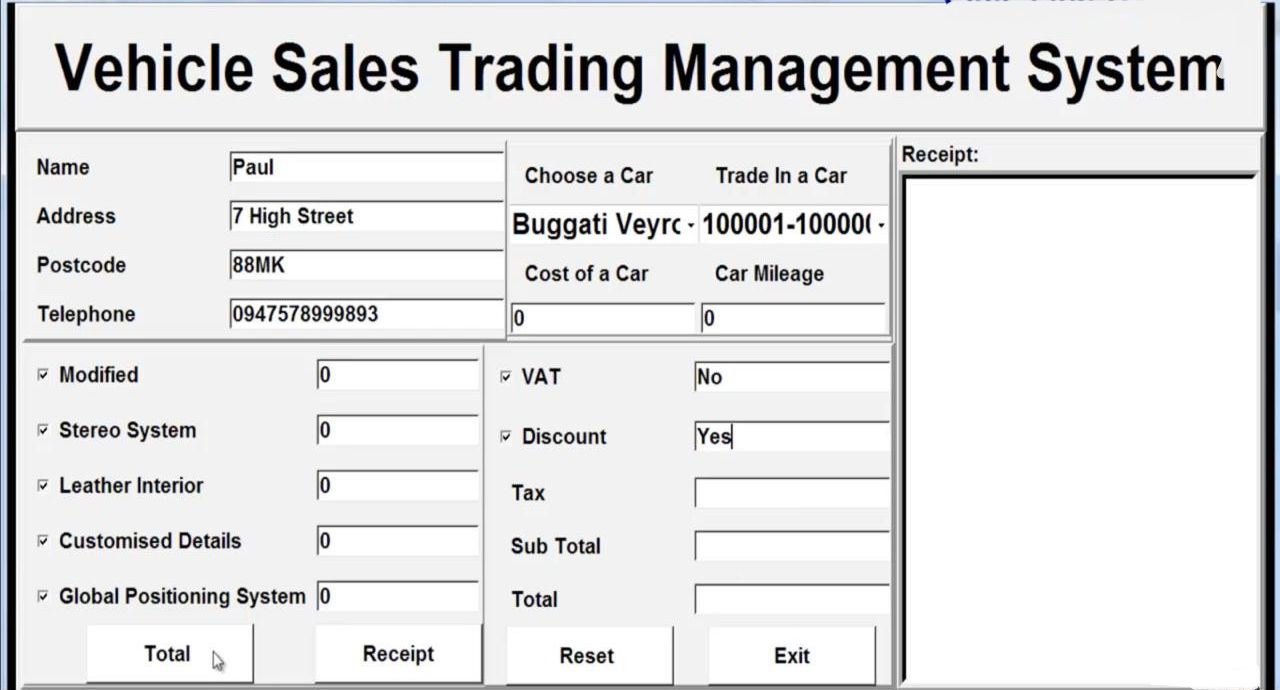 Vehicle Sales Trading Management System
Name Paul
Address 7 High Street
Postcode 88MK
Telephone 0947578999893
Choose a Car Trade In a Car
Buggati Veyrc 100001-10000
Cost of a Car Car Mileage
0 0
Receipt:
Modified 0
Stereo System 0
Leather Interior 0
Customised Details 0
Global Positioning System 0
VAT No
Discount Yes
Tax
Sub Total
Total
Total Receipt Reset Exit